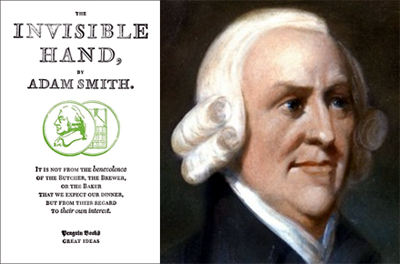 THE
INVISIBLE
HAND,
BY
ADAM SMITH.
IT IS NOT FROM THE benevolence
OF THE BUTCHER, THE BREWER,
OR THE BAKER
THAT WE EXPECT OUR DINNER,
BUT FROM THEIR REGARD
TO their own interest.
Penguin Books
GREAT IDEAS